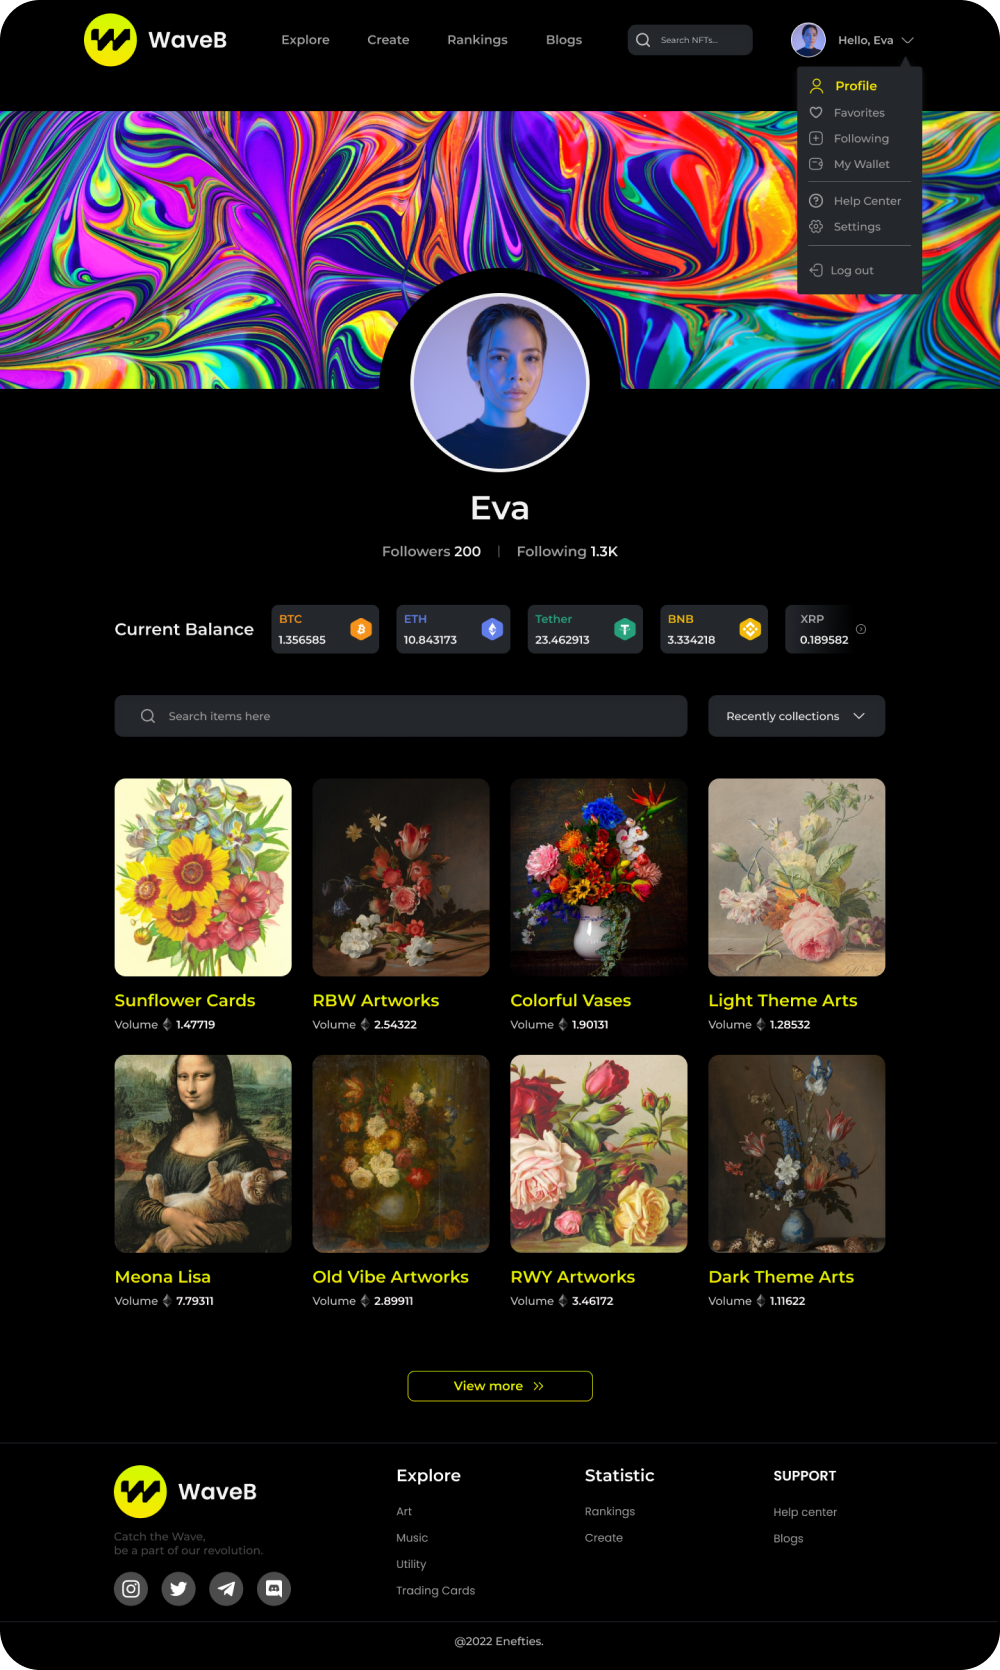 WaveB
Explore
Create
Rankings
Blogs
Search NFTs...
Hello, Eva
Profile
Favorites
Following
My Wallet
Help Center
Settings
Log out
Eva
Followers 200 | Following 1.3K
Current Balance
BTC
1.356585
ETH
10.843173
Tether
23.462913
BNB
3.334218
XRP
0.189582
Search items here
Recently collections
Sunflower Cards
Volume 1.47719
RBW Artworks
Volume 2.54322
Colorful Vases
Volume 1.90131
Light Theme Arts
Volume 1.28532
Meona Lisa
Volume 7.79311
Old Vibe Artworks
Volume 2.89911
RWY Artworks
Volume 3.46172
Dark Theme Arts
Volume 1.11622
View more
WaveB
Catch the Wave,
be a part of our revolution.
Explore
Art
Music
Utility
Trading Cards
Statistic
Rankings
Create
SUPPORT
Help center
Blogs
@2022 Enefties.